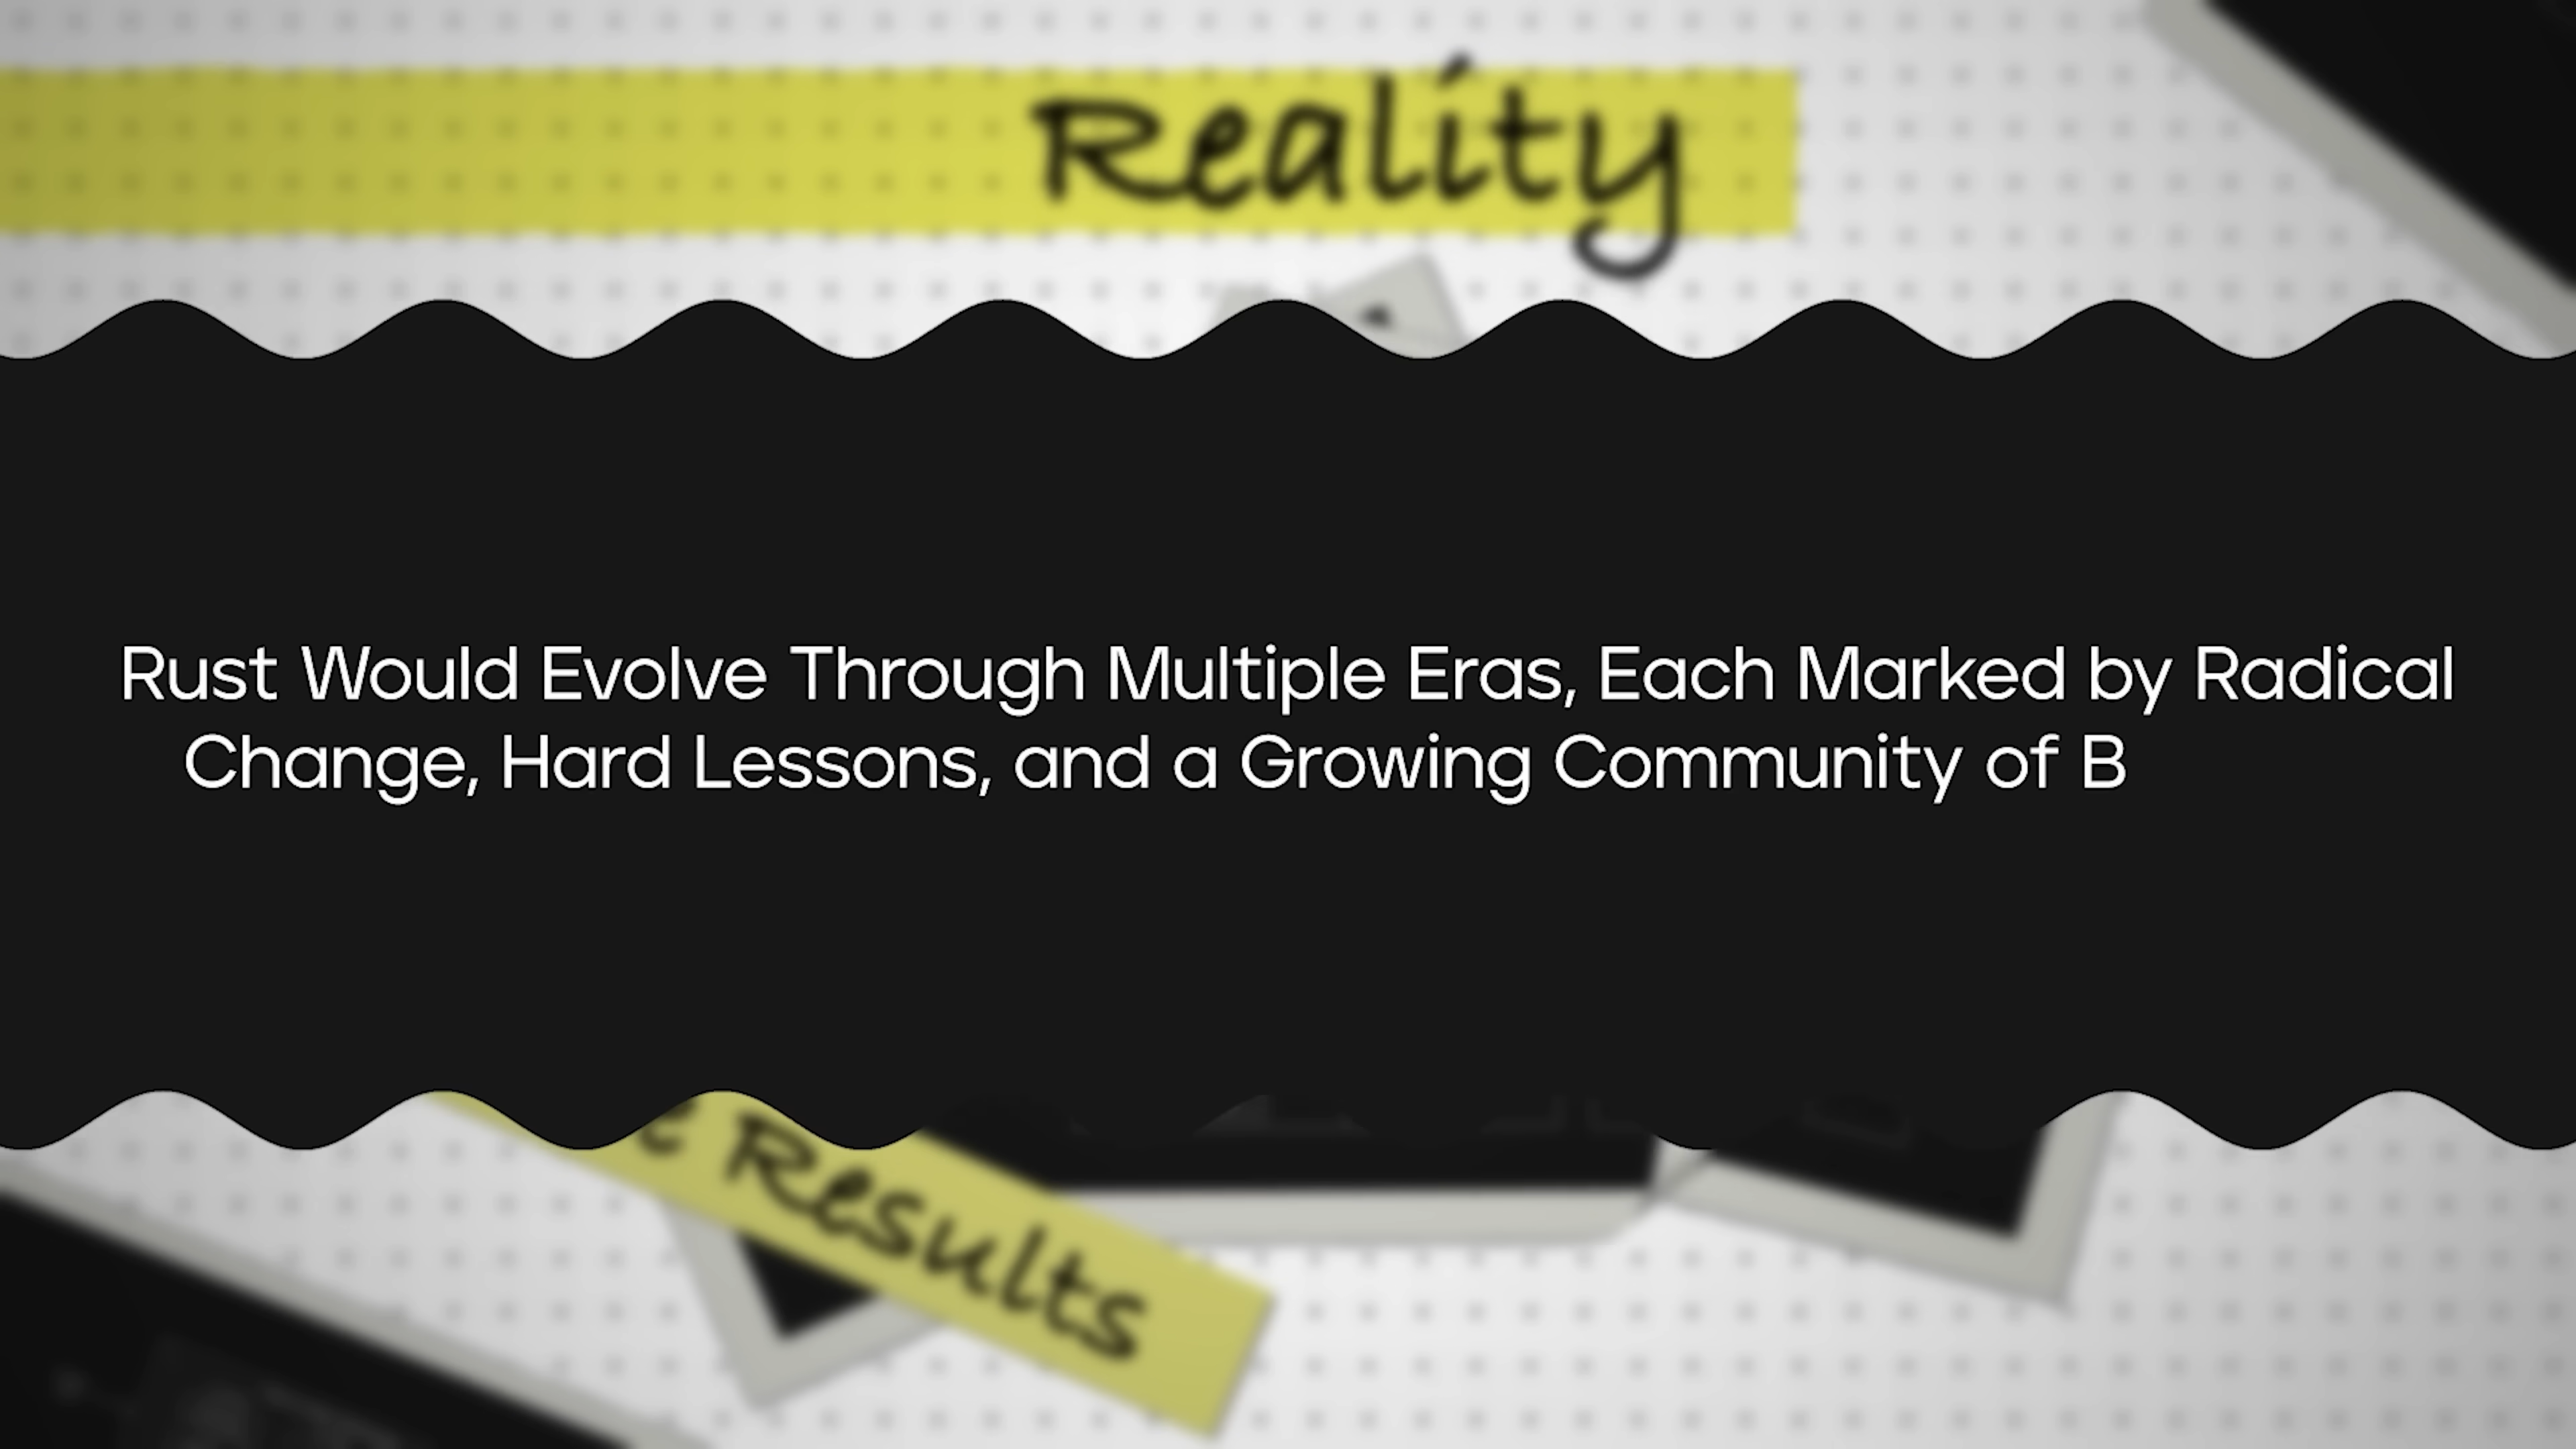 Reality
Rust Would Evolve Through Multiple Eras, Each Marked by Radical
Change, Hard Lessons, and a Growing Community of B
Results